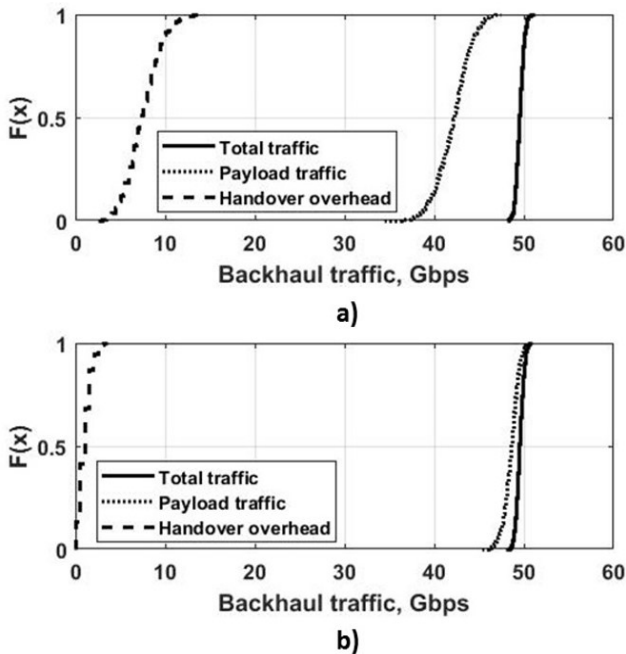 1
F(x)
0.5
Total traffic
Payload traffic
Handover overhead
0
0 10 20 30 40 50 60
Backhaul traffic, Gbps
a)
1
F(x)
0.5
Total traffic
Payload traffic
Handover overhead
0
0 10 20 30 40 50 60
Backhaul traffic, Gbps
b)